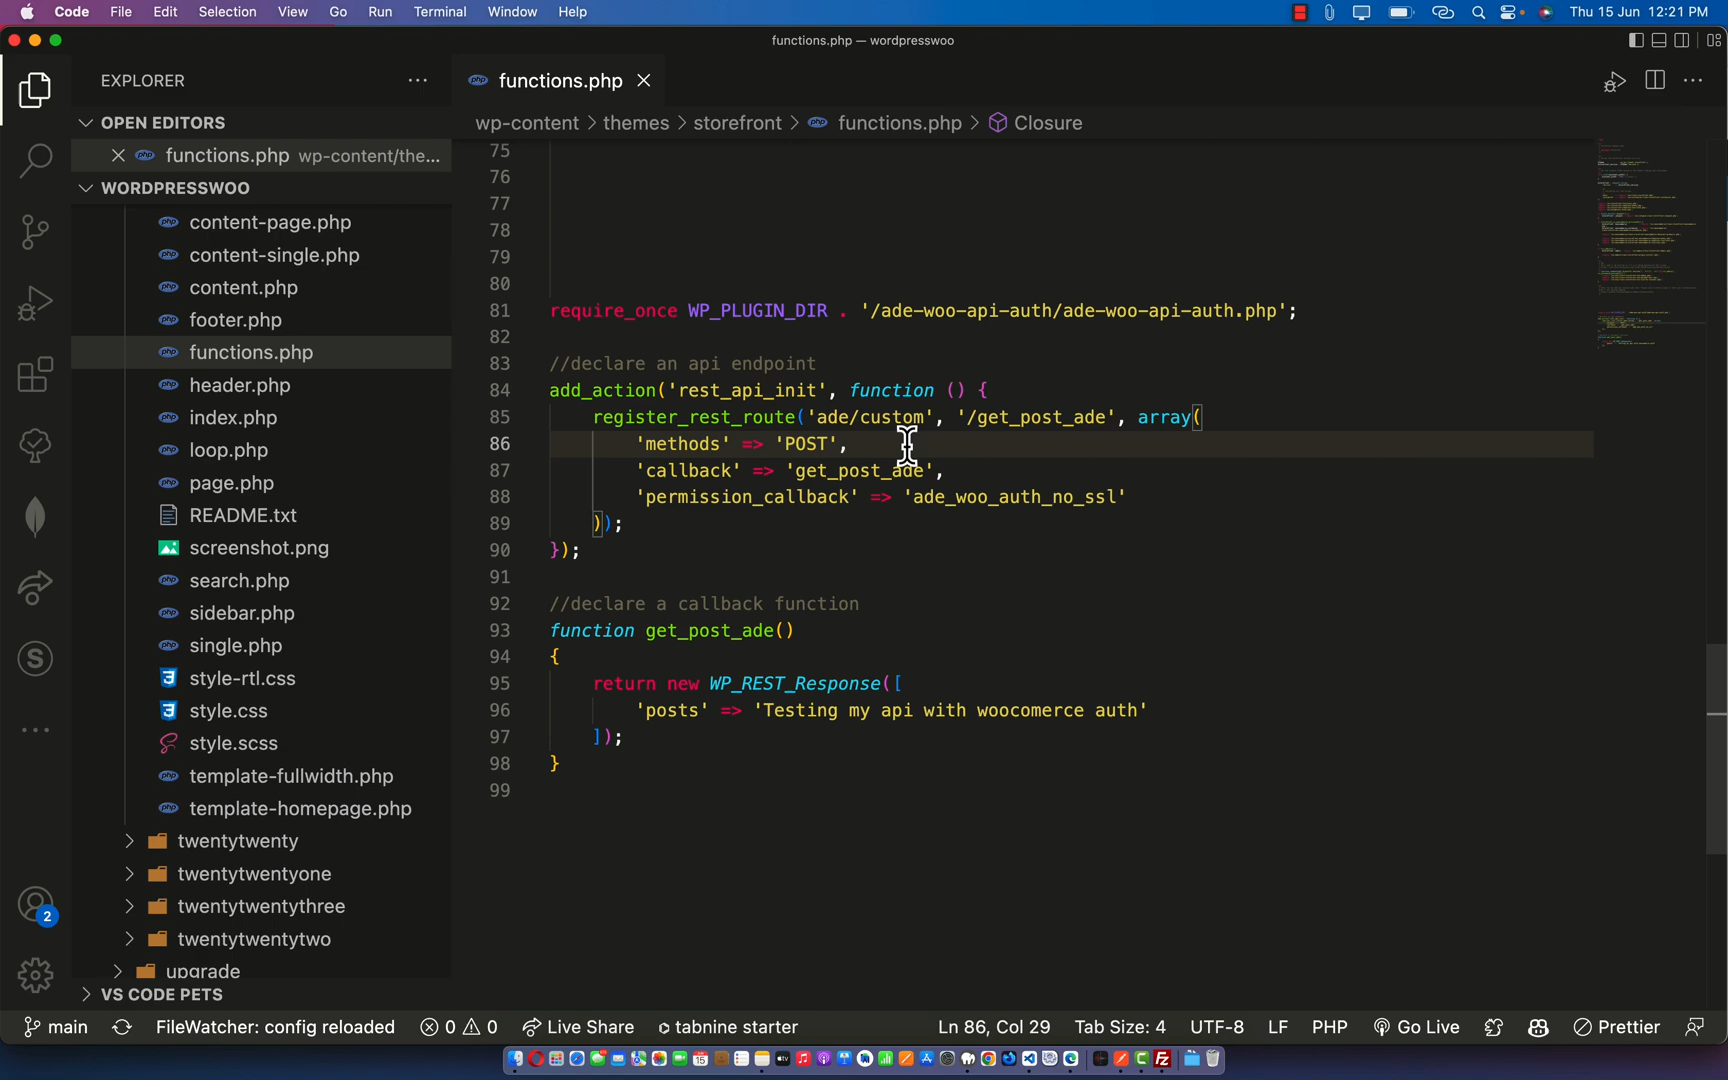 Code File Edit Selection View Go Run Terminal Window Help Thu 15 Jun 12:21 PM
functions.php — wordpresswoo
EXPLORER
OPEN EDITORS
functions.php wp-content/the...
WORDPRESSWOO
content-page.php
content-single.php
content.php
footer.php
functions.php
header.php
index.php
loop.php
page.php
README.txt
screenshot.png
search.php
sidebar.php
single.php
style-rtl.css
style.css
style.scss
template-fullwidth.php
template-homepage.php
twentytwenty
twentytwentyone
twentytwentythree
twentytwentytwo
upgrade
VS CODE PETS
functions.php
wp-content > themes > storefront > functions.php > Closure
75
76
77
78
79
80
81 require_once WP_PLUGIN_DIR . '/ade-woo-api-auth/ade-woo-api-auth.php';
82
83 //declare an api endpoint
84 add_action('rest_api_init', function () {
85 register_rest_route('ade/custom', '/get_post_ade', array(
86 'methods' => 'POST',
87 'callback' => 'get_post_ade',
88 'permission_callback' => 'ade_woo_auth_no_ssl'
89 ));
90 });
91
92 //declare a callback function
93 function get_post_ade()
94 {
95 return new WP_REST_Response([
96 'posts' => 'Testing my api with woocomerce auth'
97 ]);
98 }
99
2
main FileWatcher: config reloaded 0 0 Live Share tabnine starter Ln 86, Col 29 Tab Size: 4 UTF-8 LF PHP Go Live Prettier